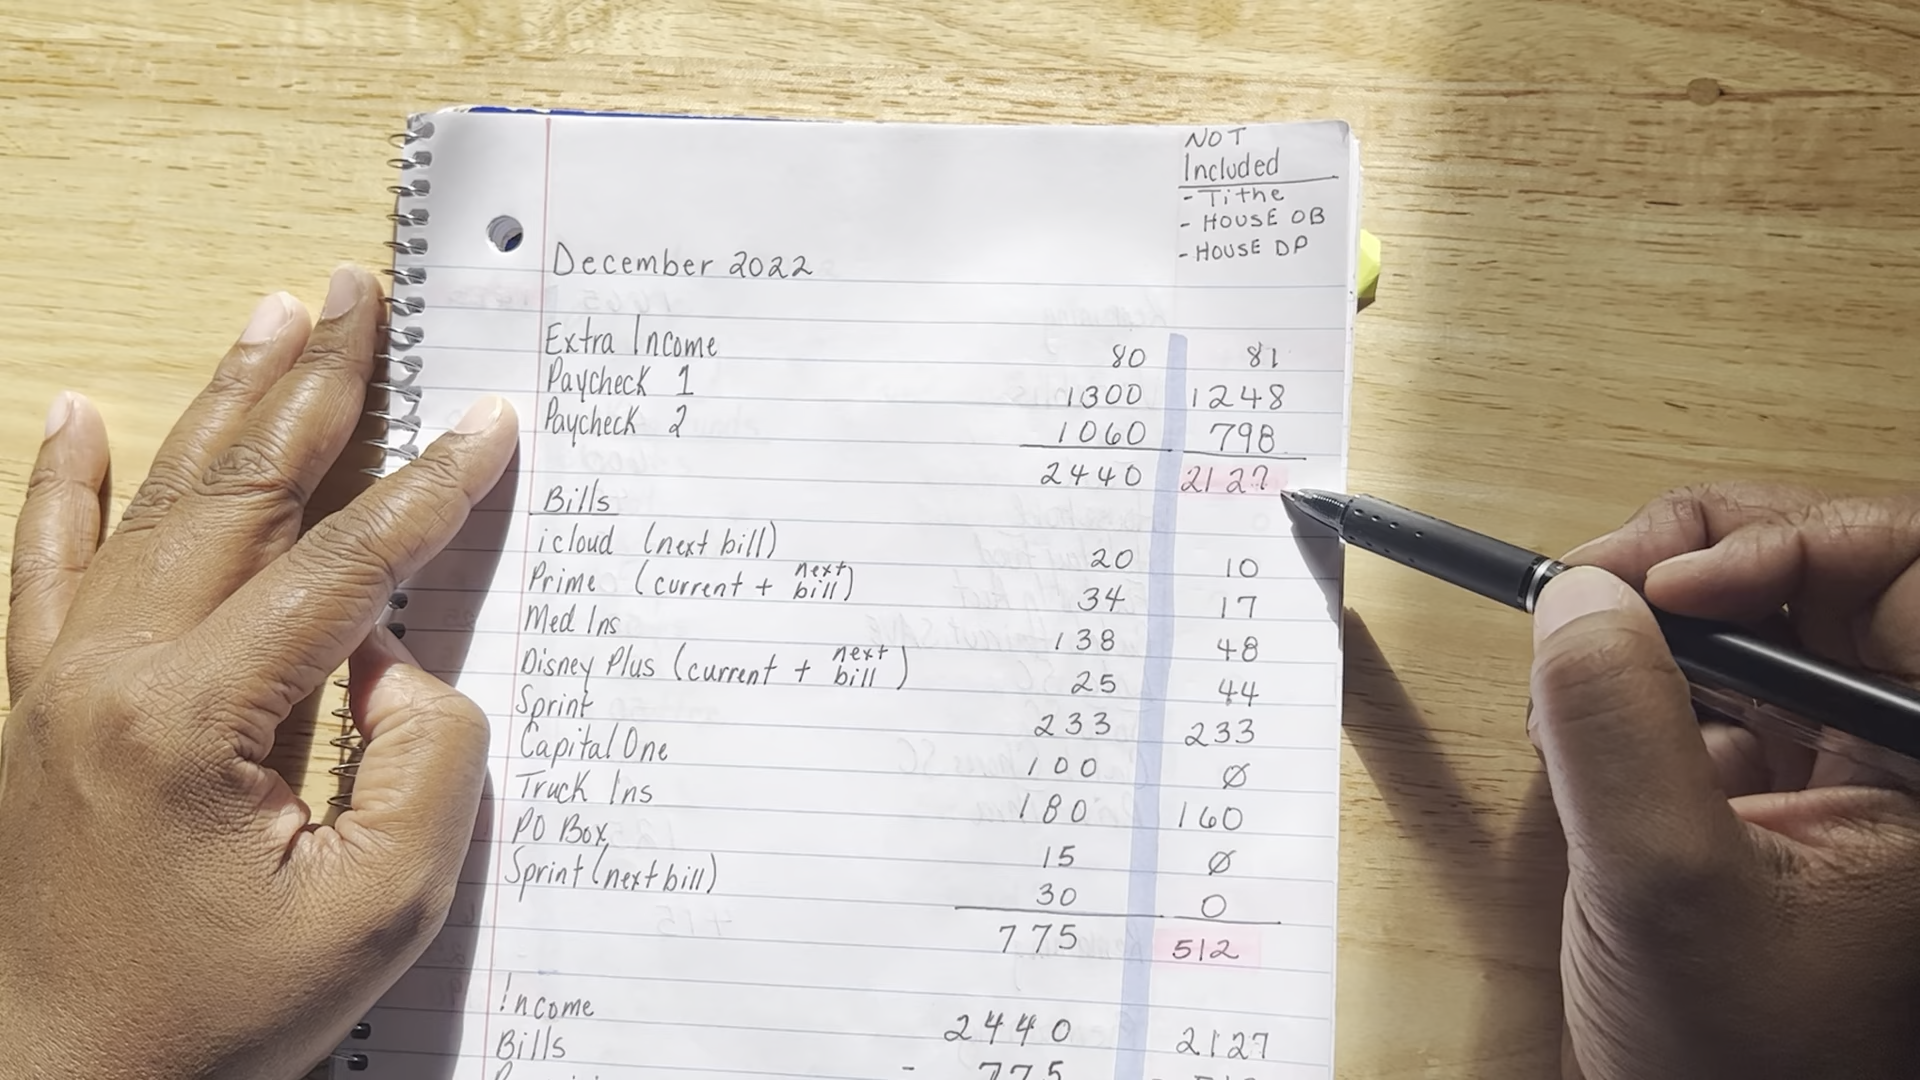 NOT
Included
- Tithe
- HOUSE OB
- HOUSE DP
December 2022
Extra Income 80 81
Paycheck 1 1300 1248
Paycheck 2 1060 798
2440 2127
Bills
icloud (next bill) 20 10
Prime (current + next bill) 34 17
Med Ins 138 48
Disney Plus (current + next bill) 25 44
Sprint 233 233
Capital One 100 Ø
Truck Ins 180 160
PO Box 15 Ø
Sprint (next bill) 30 0
775 512
Income 2440 2127
Bills - 775